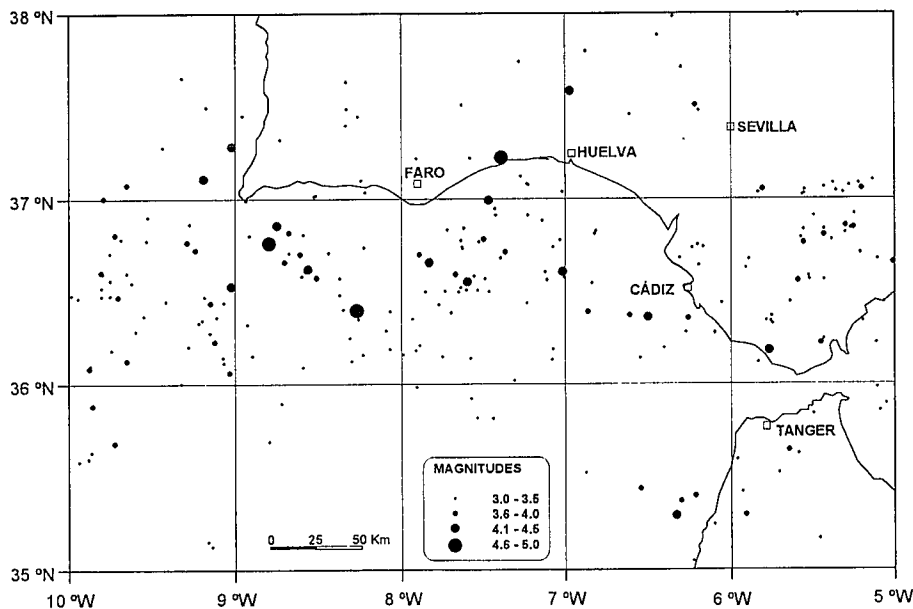 38 ºN
37 ºN
36 ºN
35 ºN
10 ºW
9 ºW
8 ºW
7 ºW
6 ºW
5 ºW
SEVILLA
HUELVA
FARO
CÁDIZ
TANGER
MAGNITUDES
3.0 - 3.5
3.6 - 4.0
4.1 - 4.5
4.6 - 5.0
0 25 50 Km